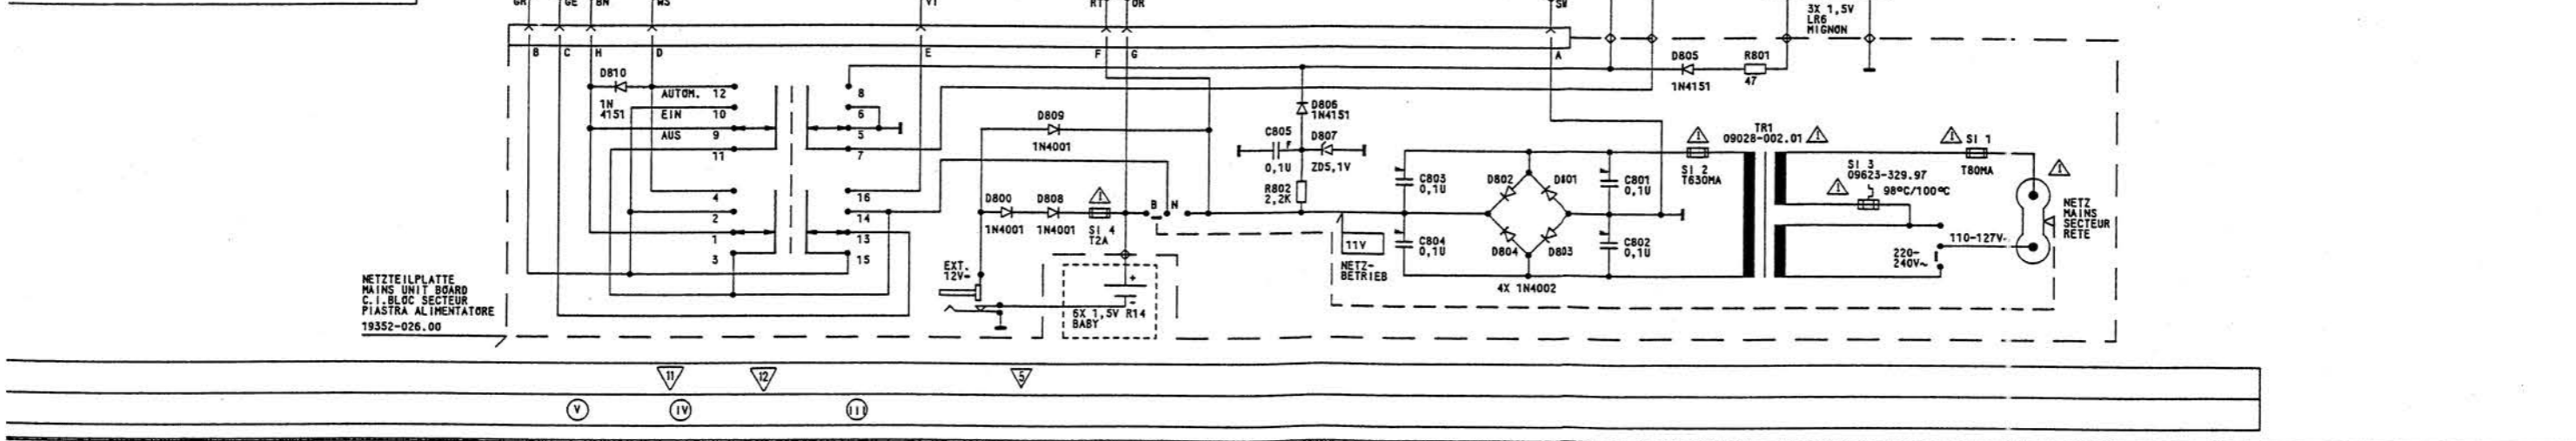 GR GE BN WS VT RT OR SW
3X 1,5V
LR6
MIGNON
B C H D E F G A
D810
1N
4151
AUTOM. 12
EIN 10
AUS 9
11
4
2
1
3
8
6
5
7
16
14
13
15
D809
1N4001
D800
1N4001
D808
1N4001
SI 4
T2A
EXT.
12V=
6X 1,5V R14
BABY
+
-
B N
C805
0,1U
D806
1N4151
D807
ZD5,1V
R802
2,2K
11V
NETZ-
BETRIEB
D805
1N4151
R801
47
C803
0,1U
C804
0,1U
D802
D801
D804
D803
4X 1N4002
C801
0,1U
C802
0,1U
SI 2
T630MA
TR1
09028-002.01
SI 3
09623-329.97
98°C/100°C
SI 1
T80MA
110-127V~
220-
240V~
NETZ
MAINS
SECTEUR
RETE
NETZTEILPLATTE
MAINS UNIT BOARD
C.I.BLOC SECTEUR
PIASTRA ALIMENTATORE
19352-026.00
11 12 5
V IV III